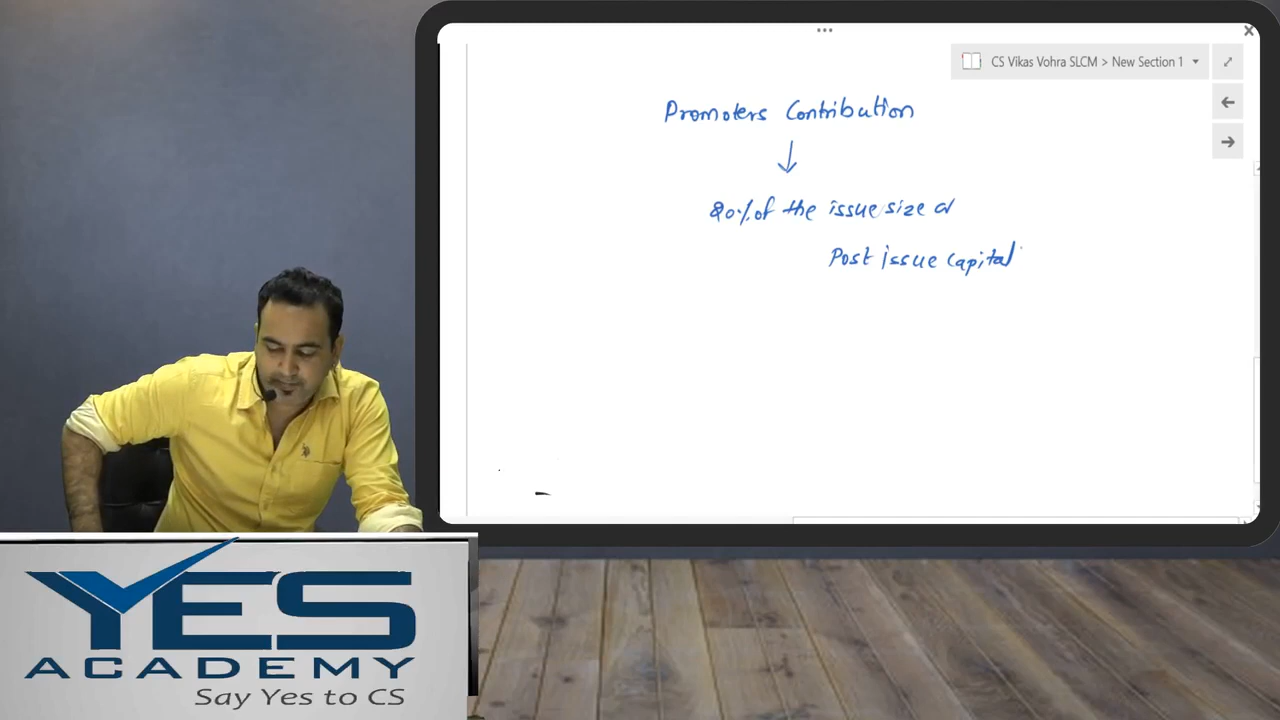 CS Vikas Vohra SLCM > New Section 1
Promoters Contribution
20% of the issue size or
Post issue capital
YES
ACADEMY
Say Yes to CS